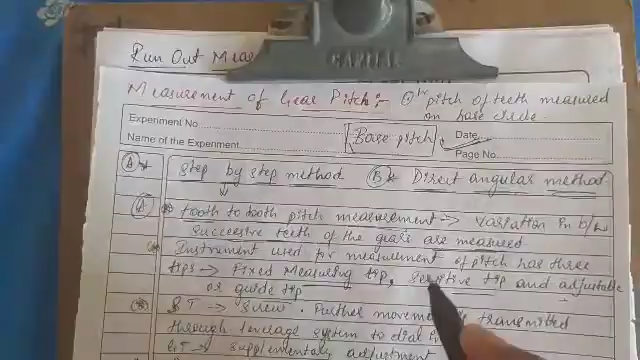 Run Out Mea
CAPITAL
Measurement of Gear Pitch :- pitch of teeth measured
on base circle
Experiment No.
Name of the Experiment
Base pitch
Date
Page No.
A Step by step method B Direct angular method
A tooth to tooth pitch measurement → variation in b/w
Successive teeth of the gears are measured
Instrument used for measurement of pitch has three
tips → Fixed Measuring tip, Sensitive tip and adjustable
or guide tip
S T → Screw. Further movement is transmitted
through leverage system to dial
GT → Supplementary adjustment